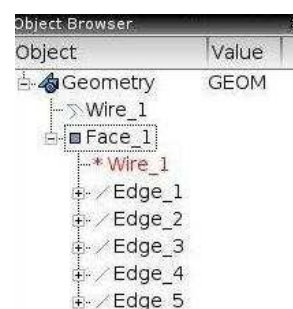 Object Browser
Object Value
Geometry GEOM
Wire_1
Face_1
* Wire_1
Edge_1
Edge_2
Edge_3
Edge_4
Edge_5